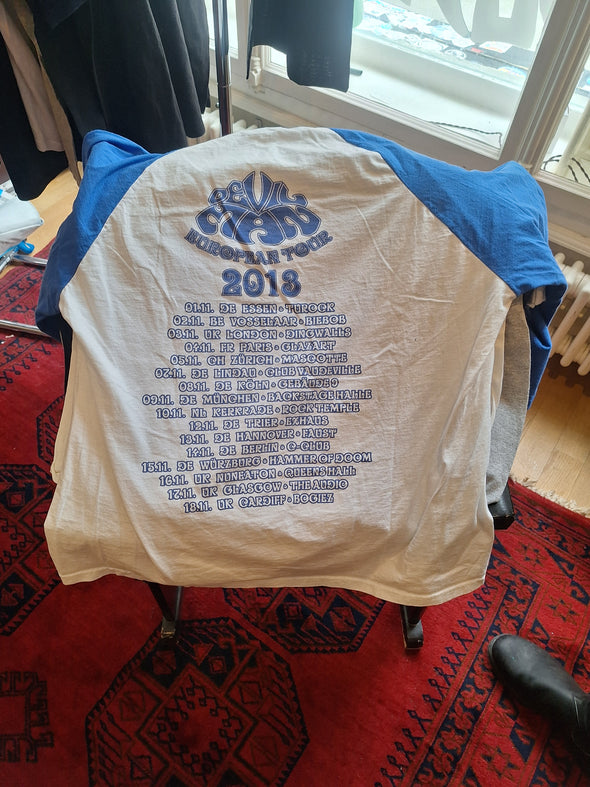 DEVIL
MAN
EUROPEAN TOUR
2013
01.11. DE ESSEN • TUROCK
02.11. BE VOSSELAAR • BIEBOB
03.11. UK LONDON • DINGWALLS
04.11. FR PARIS • GLAZART
05.11. CH ZÜRICH • MASCOTTE
07.11. DE LINDAU • CLUB VAUDEVILLE
08.11. DE KÖLN • GEBÄUDE 9
09.11. DE MÜNCHEN • BACKSTAGE HALLE
10.11. NL KERKRADE • ROCK TEMPLE
12.11. DE TRIER • EXHAUS
13.11. DE HANNOVER • FAUST
14.11. DE BERLIN • C-CLUB
15.11. DE WÜRZBURG • HAMMER OF DOOM
16.11. UK NUNEATON • QUEENS HALL
17.11. UK GLASGOW • THE AUDIO
18.11. UK CARDIFF • BOGIEZ